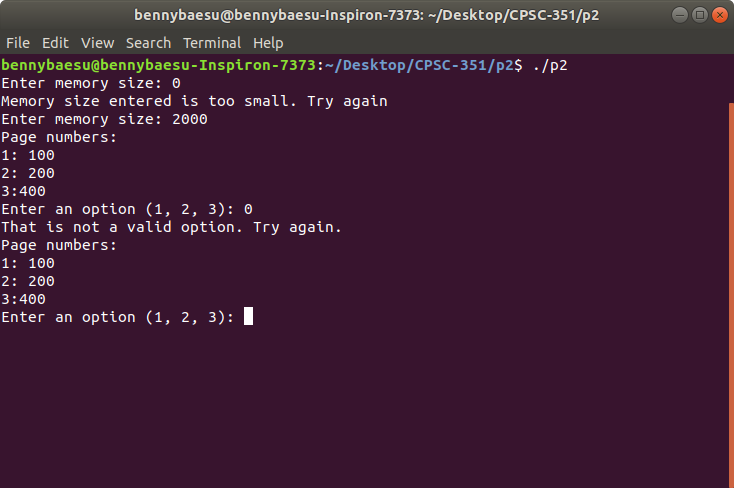 bennybaesu@bennybaesu-Inspiron-7373: ~/Desktop/CPSC-351/p2
File Edit View Search Terminal Help
bennybaesu@bennybaesu-Inspiron-7373:~/Desktop/CPSC-351/p2$ ./p2
Enter memory size: 0
Memory size entered is too small. Try again
Enter memory size: 2000
Page numbers:
1: 100
2: 200
3:400
Enter an option (1, 2, 3): 0
That is not a valid option. Try again.
Page numbers:
1: 100
2: 200
3:400
Enter an option (1, 2, 3):